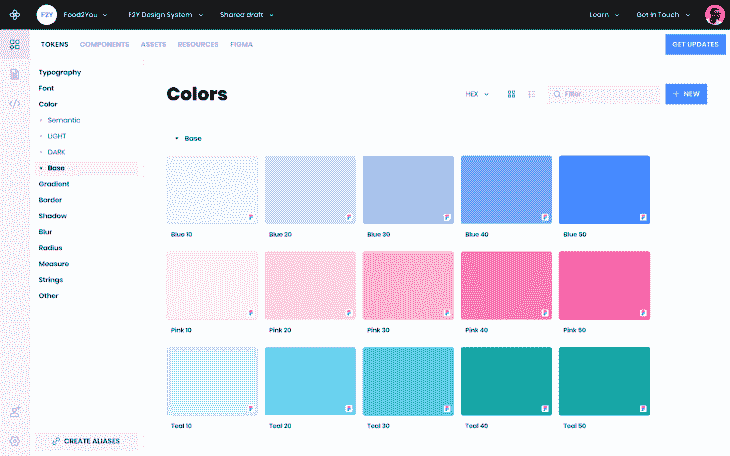 F2Y Food2You F2Y Design System Shared draft Learn Get in Touch
TOKENS COMPONENTS ASSETS RESOURCES FIGMA GET UPDATES
Typography
Font
Color
Semantic
LIGHT
DARK
Base
Gradient
Border
Shadow
Blur
Radius
Measure
Strings
Other
CREATE ALIASES
Colors HEX Filter + NEW
Base
Blue 10 Blue 20 Blue 30 Blue 40 Blue 50
Pink 10 Pink 20 Pink 30 Pink 40 Pink 50
Teal 10 Teal 20 Teal 30 Teal 40 Teal 50